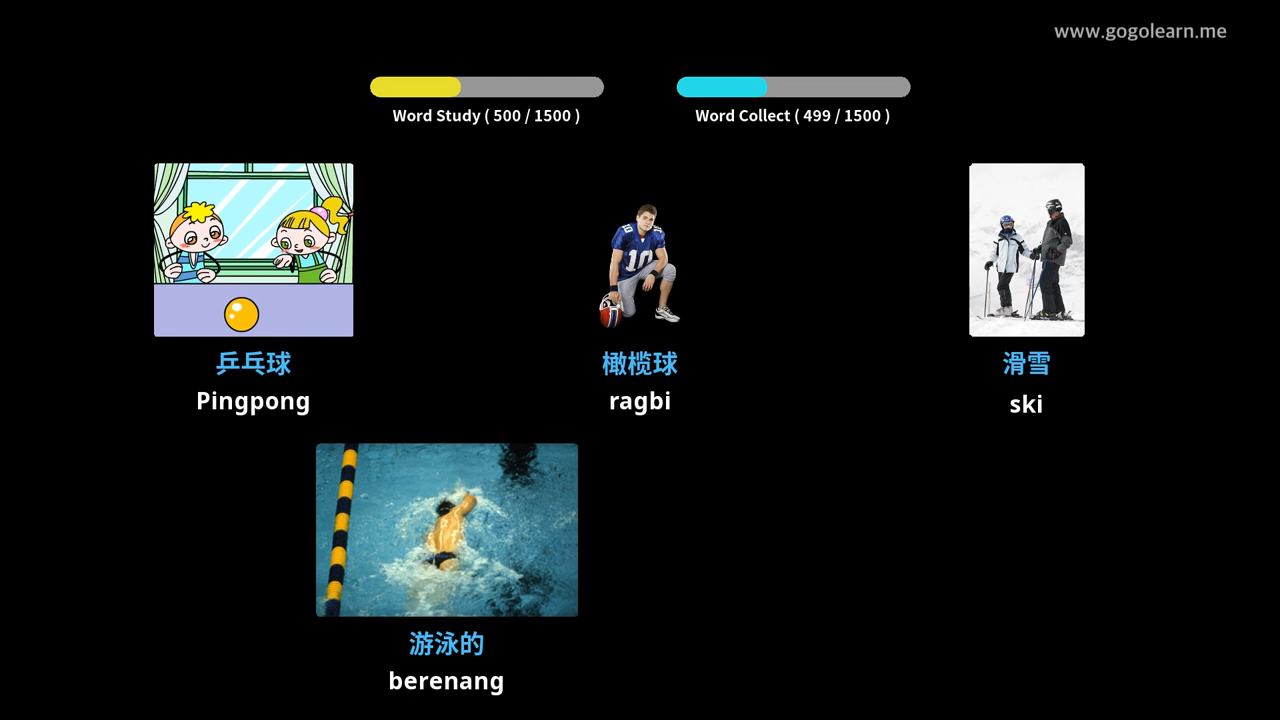 www.gogolearn.me
Word Study ( 500 / 1500 )
Word Collect ( 499 / 1500 )
乒乓球
Pingpong
橄榄球
ragbi
滑雪
ski
游泳的
berenang